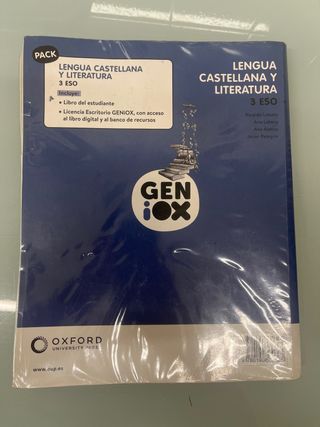 PACK
LENGUA CASTELLANA
Y LITERATURA
3 ESO
Incluye:
• Libro del estudiante
• Licencia Escritorio GENiOX, con acceso
al libro digital y al banco de recursos
LENGUA
CASTELLANA Y
LITERATURA
3 ESO
GEN
iOX
OXFORD
UNIVERSITY PRESS
www.oup.es